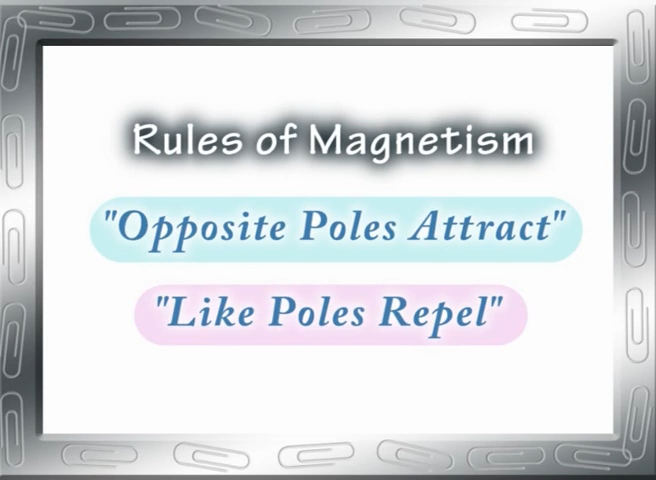 Rules of Magnetism
"Opposite Poles Attract"
"Like Poles Repel"